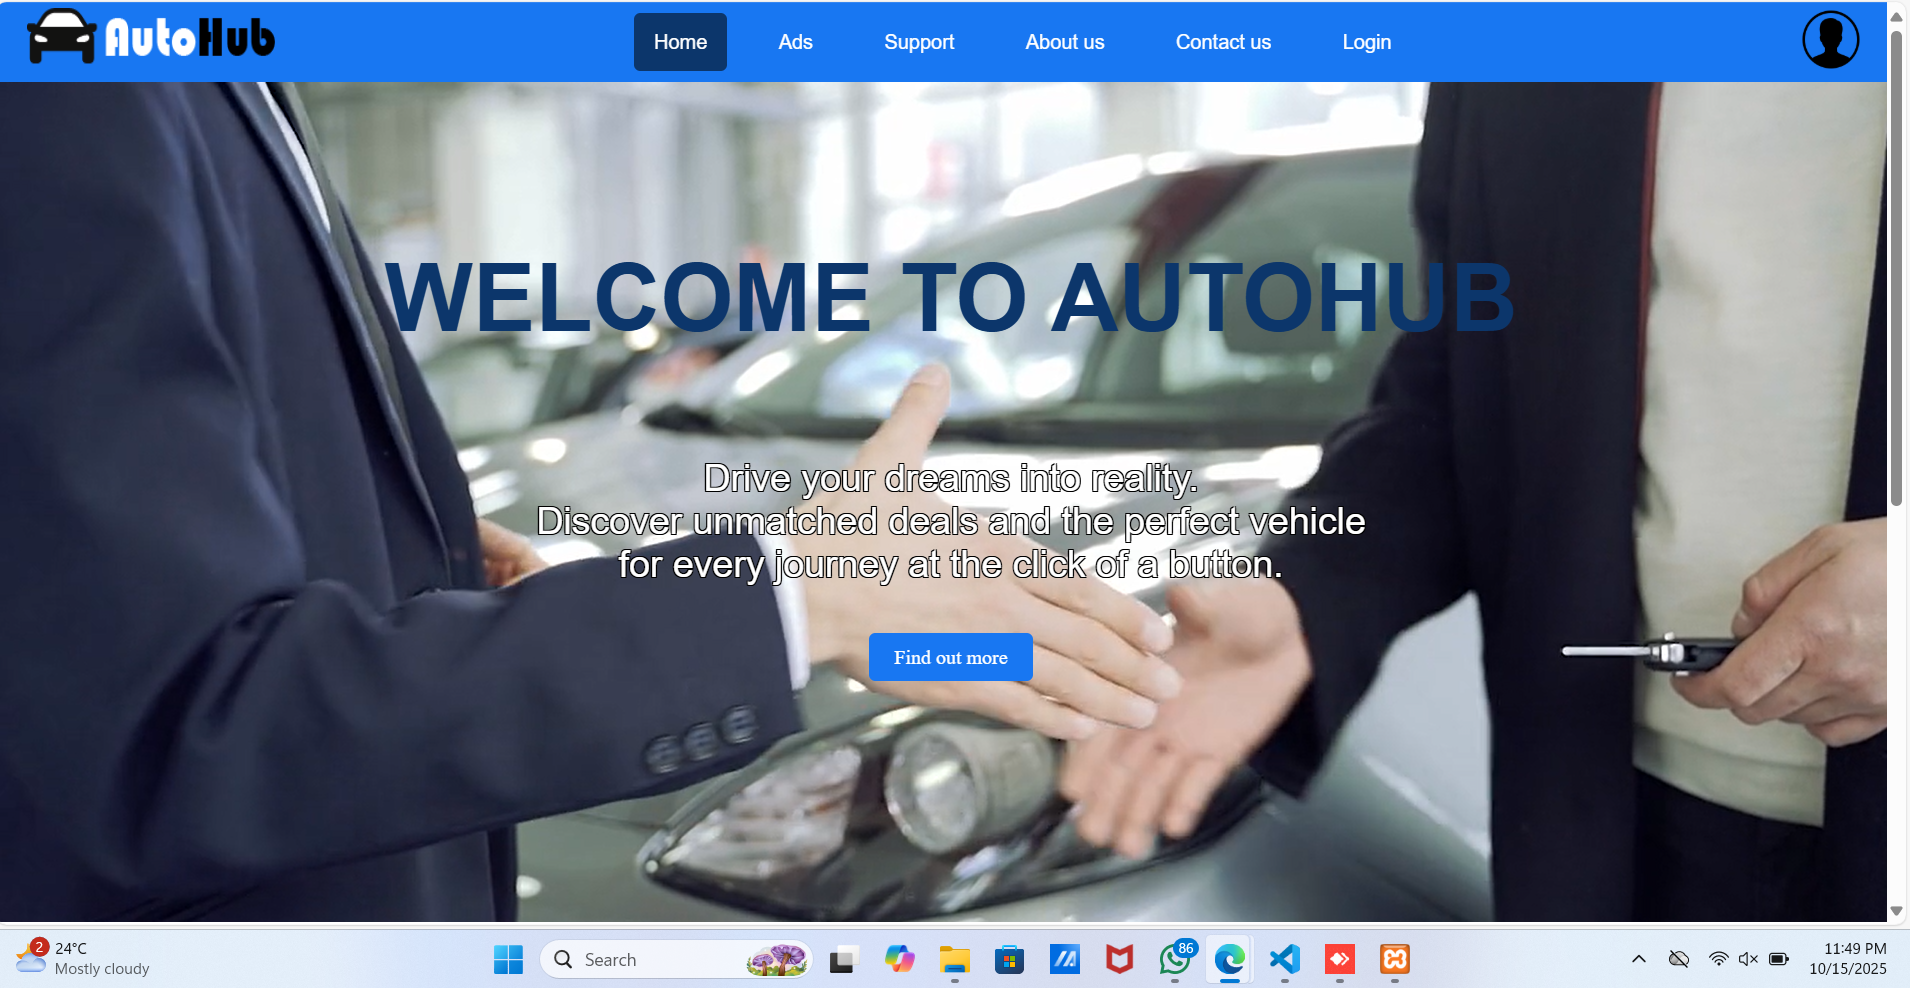 AutoHub
Home
Ads
Support
About us
Contact us
Login
WELCOME TO AUTOHUB
Drive your dreams into reality.
Discover unmatched deals and the perfect vehicle
for every journey at the click of a button.
Find out more
2
24°C
Mostly cloudy
Search
86
11:49 PM
10/15/2025